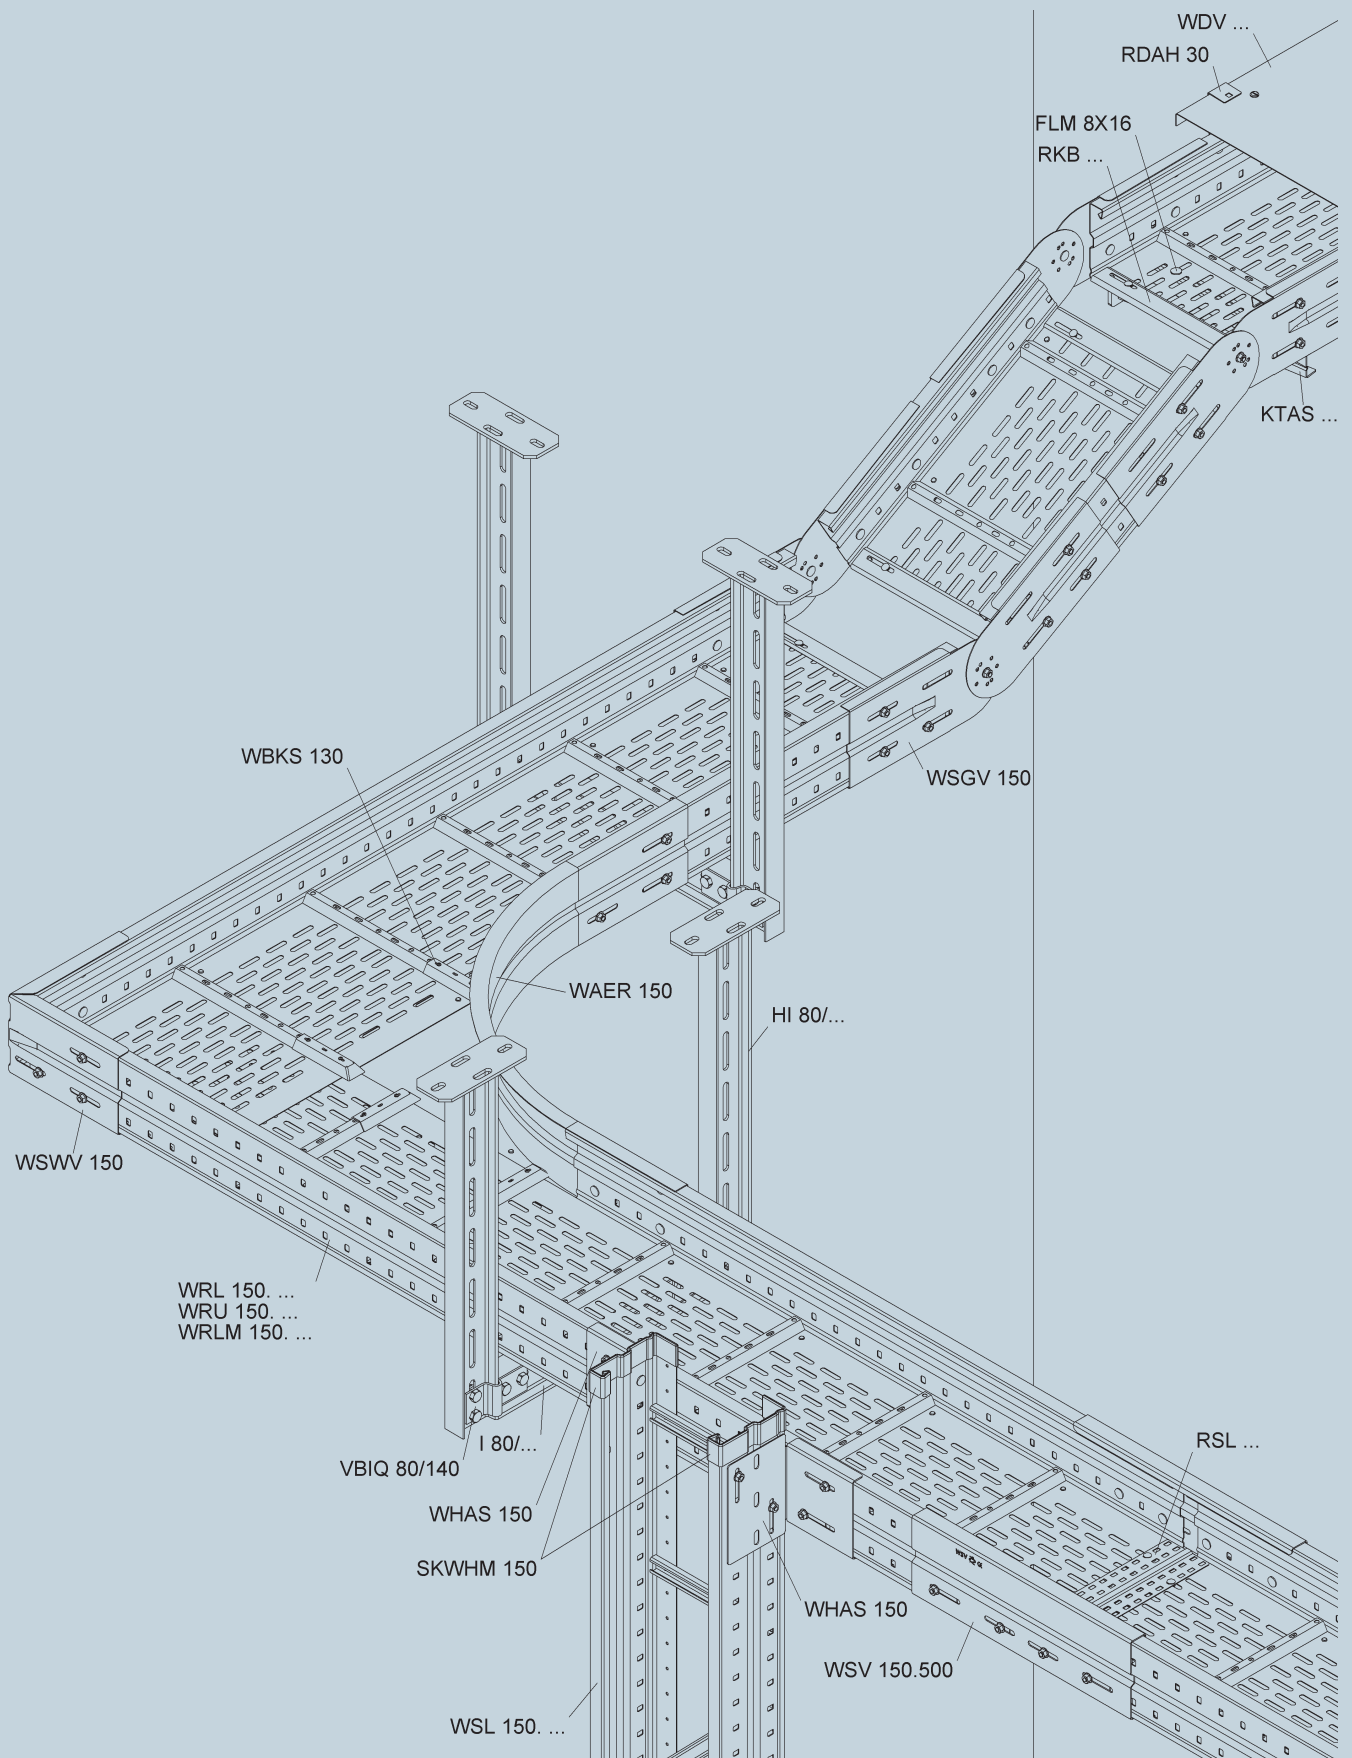 WDV ...
RDAH 30
FLM 8X16
RKB ...
KTAS ...
WBKS 130
WSGV 150
WAER 150
HI 80/...
WSWV 150
WRL 150. ...
WRU 150. ...
WRLM 150. ...
I 80/...
VBIQ 80/140
RSL ...
WHAS 150
SKWHM 150
WHAS 150
WSV 150.500
WSL 150. ...
WSV